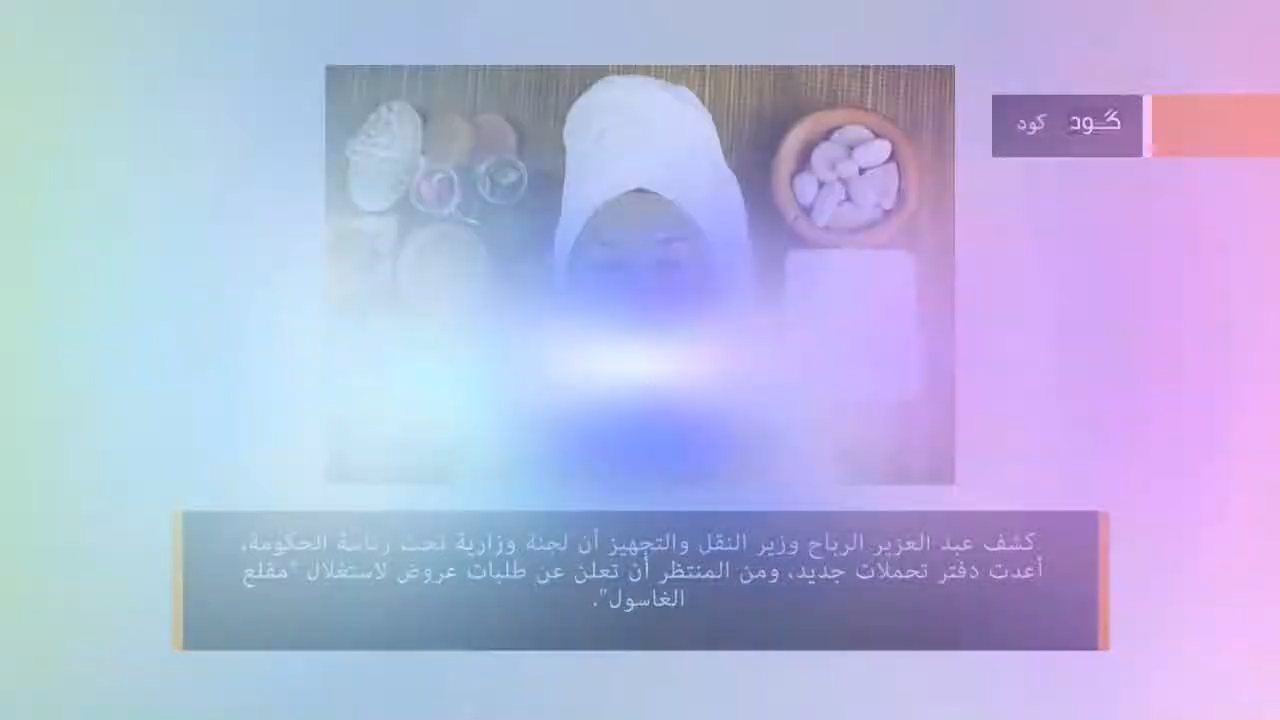 گود كود
كشف عبد العزيز الرباح وزير النقل والتجهيز أن لجنة وزارية تحت رئاسة الحكومة،
أعدت دفتر تحملات جديد، ومن المنتظر أن تعلن عن طلبات عروض لاستغلال "مقلع
الغاسول".